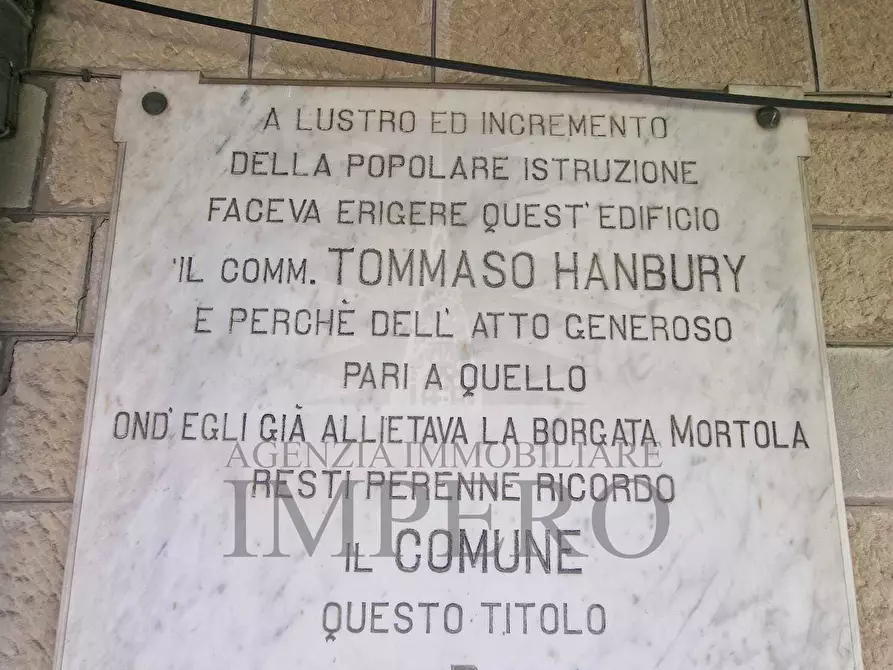 A LUSTRO ED INCREMENTO
DELLA POPOLARE ISTRUZIONE
FACEVA ERIGERE QUEST' EDIFICIO
IL COMM. TOMMASO HANBURY
E PERCHÈ DELL' ATTO GENEROSO
PARI A QUELLO
OND' EGLI GIÀ ALLIETAVA LA BORGATA MORTOLA
AGENZIA IMMOBILIARE
RESTI PERENNE RICORDO
IMPERO
IL COMUNE
QUESTO TITOLO